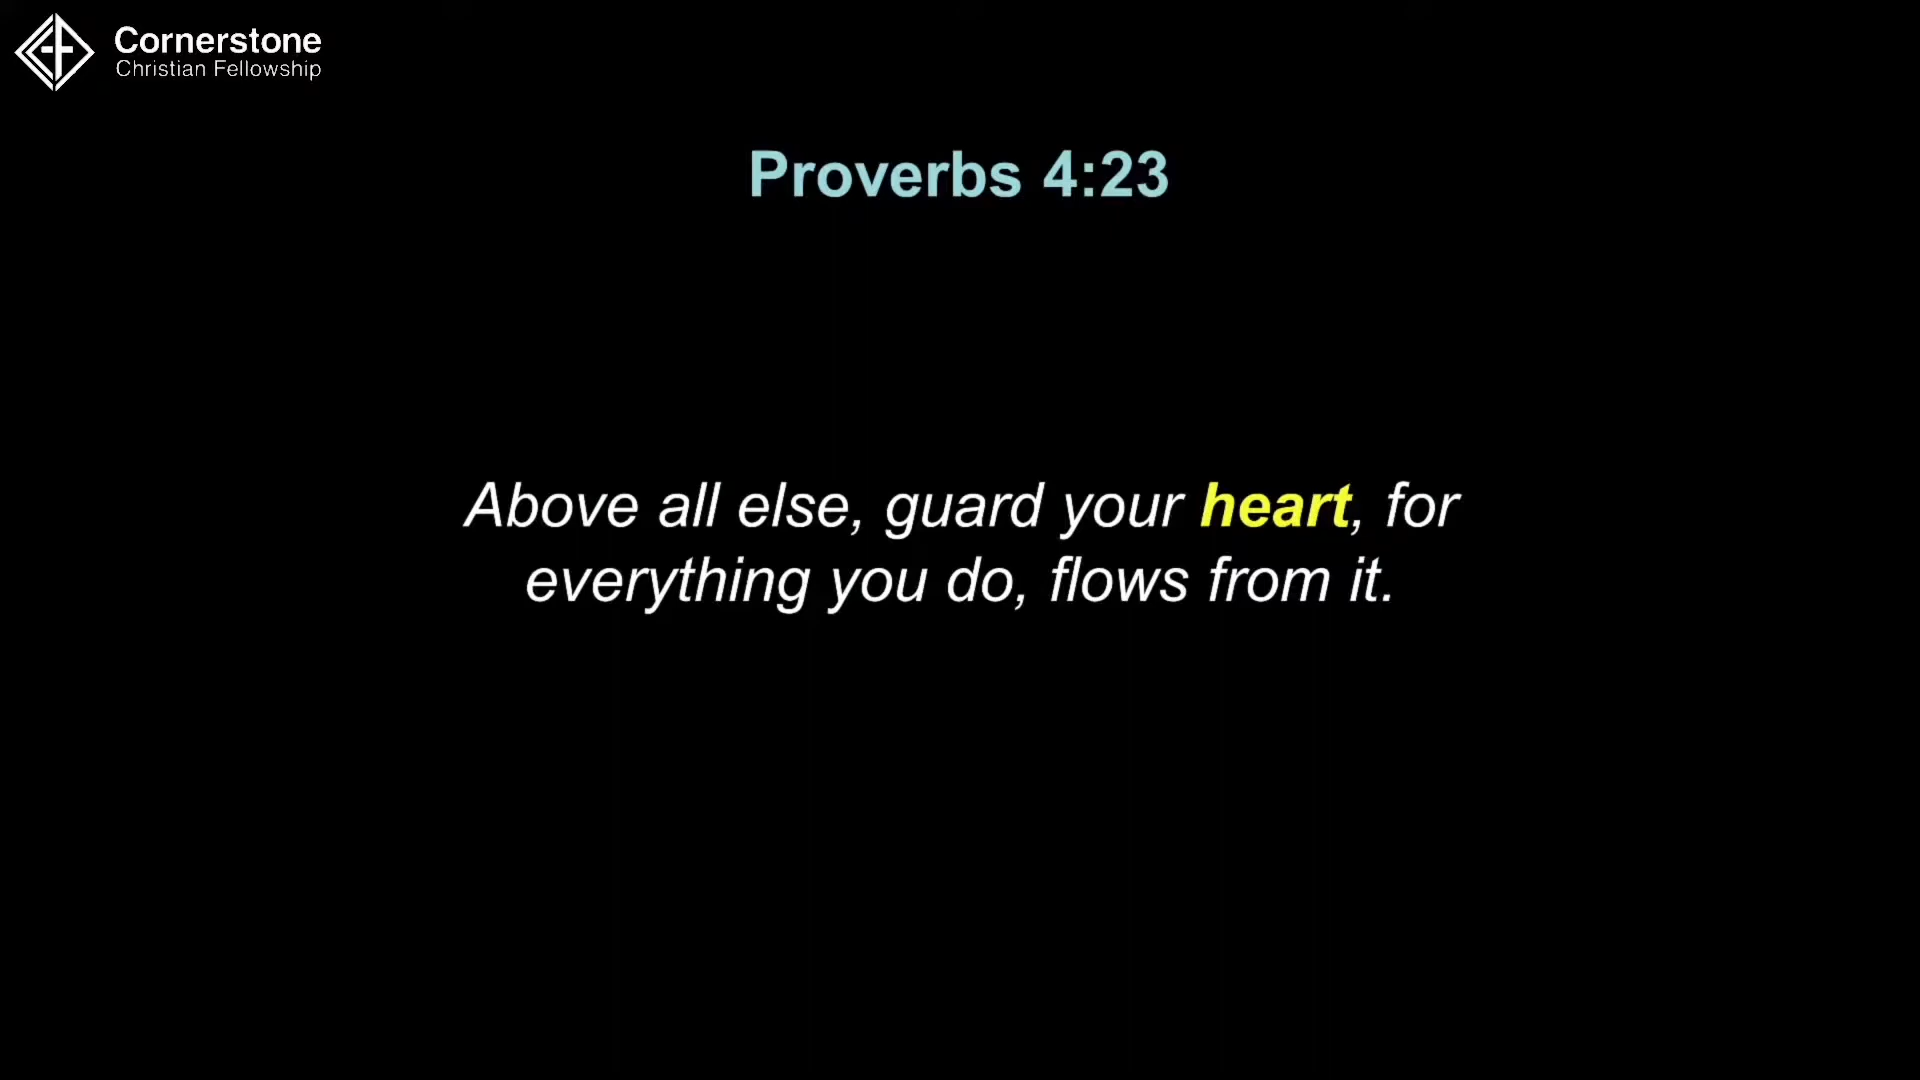 Cornerstone
Christian Fellowship
Proverbs 4:23
Above all else, guard your heart, for
everything you do, flows from it.